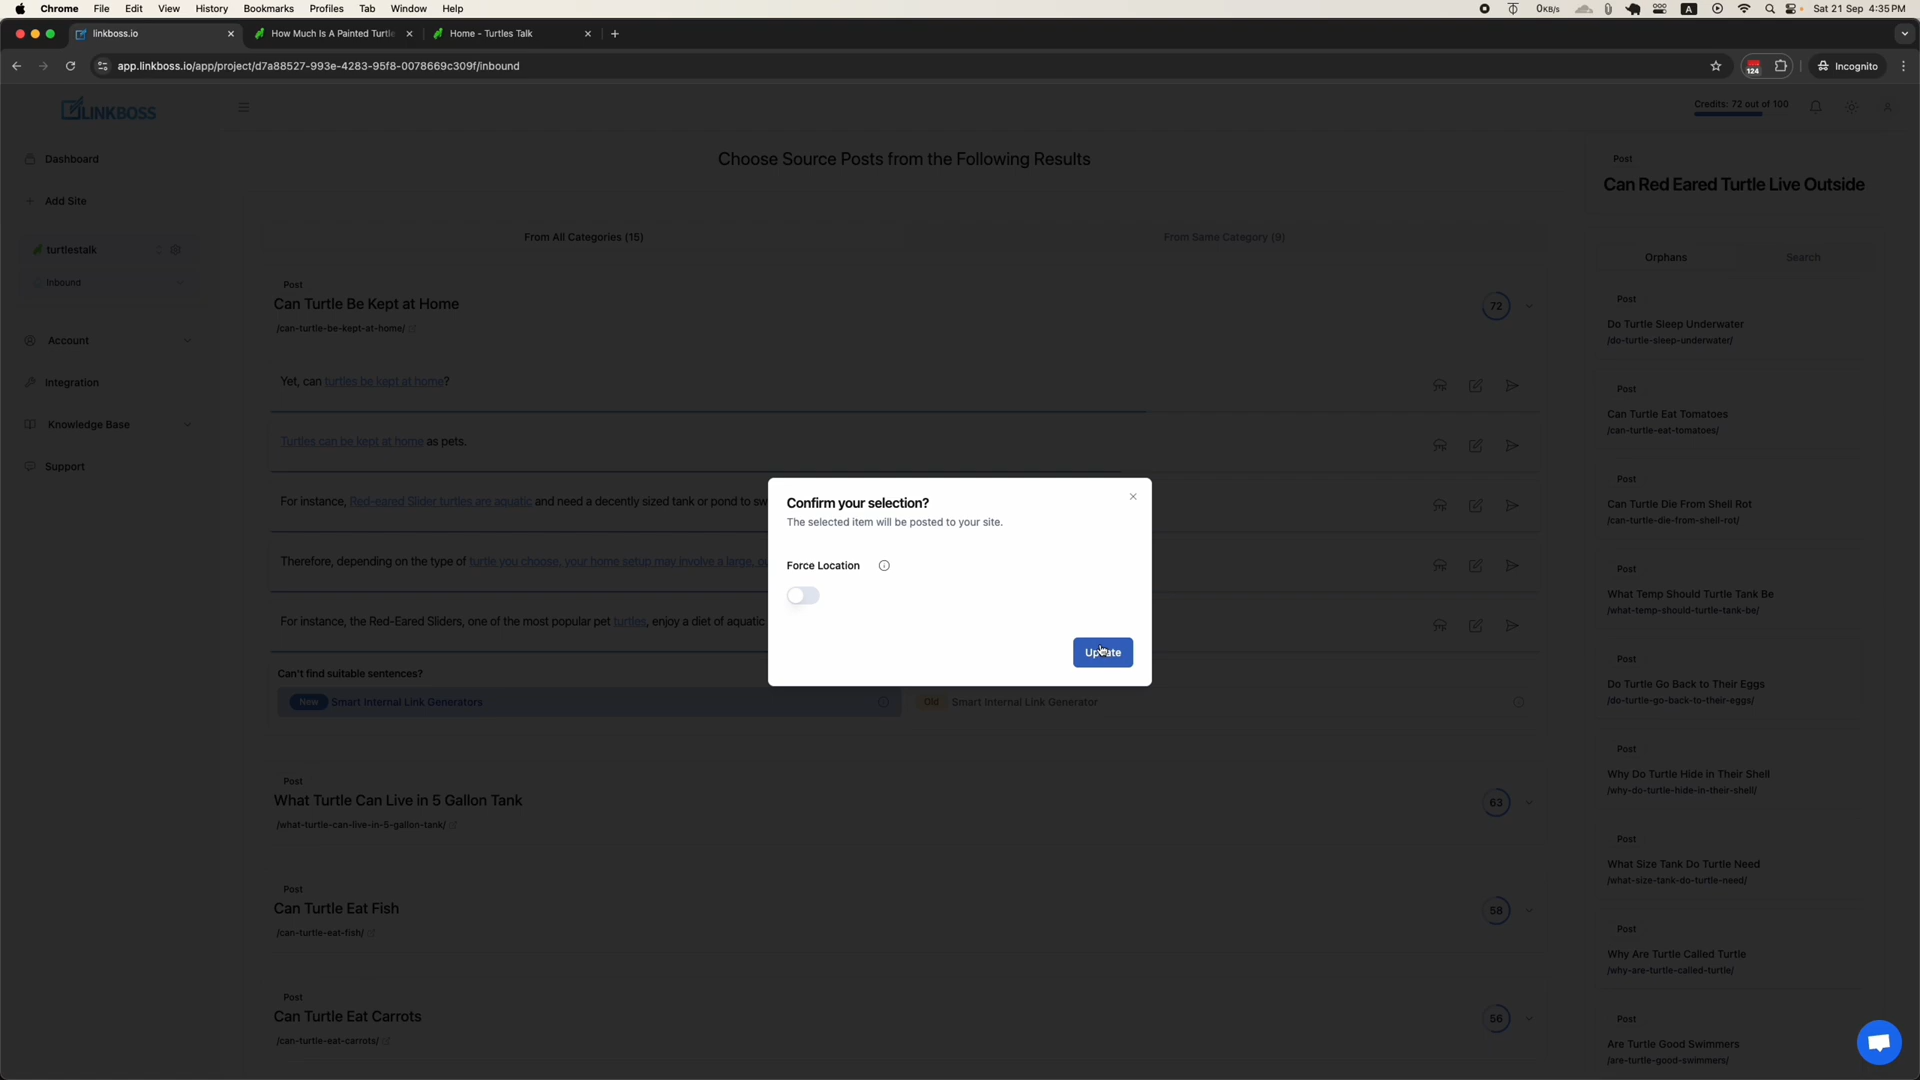 Chrome File Edit View History Bookmarks Profiles Tab Window Help
0KB/s A Sat 21 Sep 4:35 PM
linkboss.io
How Much Is A Painted Turtle
Home - Turtles Talk
app.linkboss.io/app/project/d7a88527-993e-4283-95f8-0078669c309f/inbound
124
Incognito
LINKBOSS
Credits: 72 out of 100
Dashboard
Add Site
turtlestalk
Inbound
Account
Integration
Knowledge Base
Support
Choose Source Posts from the Following Results
From All Categories (15)
From Same Category (9)
Post
Can Turtle Be Kept at Home
/can-turtle-be-kept-at-home/
72
Yet, can turtles be kept at home?
Turtles can be kept at home as pets.
For instance, Red-eared Slider turtles are aquatic and need a decently sized tank or pond to sw
Therefore, depending on the type of turtle you choose, your home setup may involve a large, ou
For instance, the Red-Eared Sliders, one of the most popular pet turtles, enjoy a diet of aquatic
Can't find suitable sentences?
New Smart Internal Link Generators
Old Smart Internal Link Generator
Post
What Turtle Can Live in 5 Gallon Tank
/what-turtle-can-live-in-5-gallon-tank/
63
Post
Can Turtle Eat Fish
/can-turtle-eat-fish/
58
Post
Can Turtle Eat Carrots
/can-turtle-eat-carrots/
56
Confirm your selection?
The selected item will be posted to your site.
Force Location
Update
Post
Can Red Eared Turtle Live Outside
Orphans
Search
Post
Do Turtle Sleep Underwater
/do-turtle-sleep-underwater/
Post
Can Turtle Eat Tomatoes
/can-turtle-eat-tomatoes/
Post
Can Turtle Die From Shell Rot
/can-turtle-die-from-shell-rot/
Post
What Temp Should Turtle Tank Be
/what-temp-should-turtle-tank-be/
Post
Do Turtle Go Back to Their Eggs
/do-turtle-go-back-to-their-eggs/
Post
Why Do Turtle Hide in Their Shell
/why-do-turtle-hide-in-their-shell/
Post
What Size Tank Do Turtle Need
/what-size-tank-do-turtle-need/
Post
Why Are Turtle Called Turtle
/why-are-turtle-called-turtle/
Post
Are Turtle Good Swimmers
/are-turtle-good-swimmers/